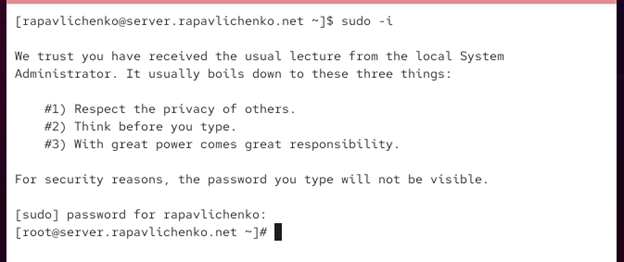 [rapavlichenko@server.rapavlichenko.net ~]$ sudo -i
We trust you have received the usual lecture from the local System
Administrator. It usually boils down to these three things:
#1) Respect the privacy of others.
#2) Think before you type.
#3) With great power comes great responsibility.
For security reasons, the password you type will not be visible.
[sudo] password for rapavlichenko:
[root@server.rapavlichenko.net ~]#